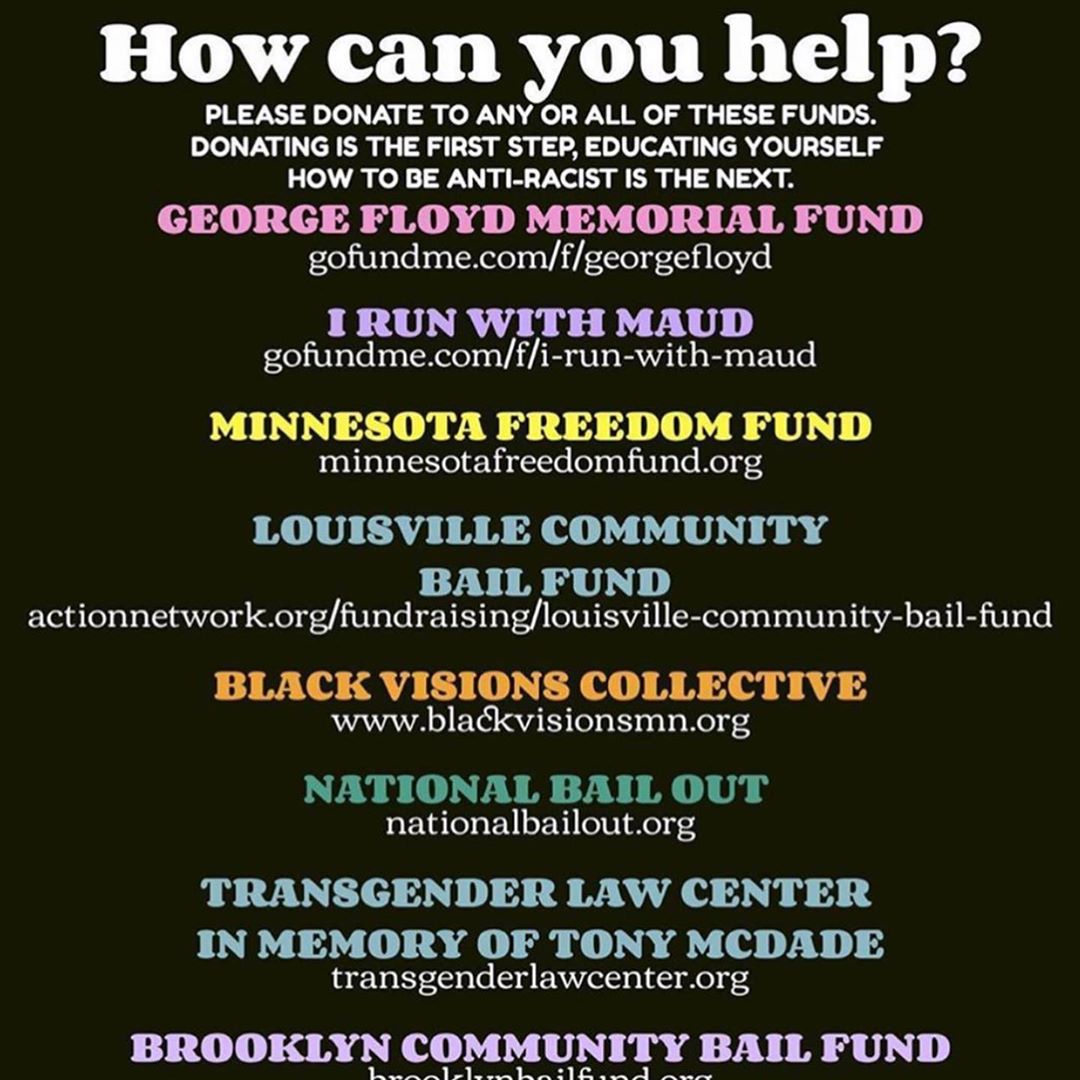 How can you help?
PLEASE DONATE TO ANY OR ALL OF THESE FUNDS.
DONATING IS THE FIRST STEP, EDUCATING YOURSELF
HOW TO BE ANTI-RACIST IS THE NEXT.
GEORGE FLOYD MEMORIAL FUND
gofundme.com/f/georgefloyd
I RUN WITH MAUD
gofundme.com/f/i-run-with-maud
MINNESOTA FREEDOM FUND
minnesotafreedomfund.org
LOUISVILLE COMMUNITY
BAIL FUND
actionnetwork.org/fundraising/louisville-community-bail-fund
BLACK VISIONS COLLECTIVE
www.blackvisionsmn.org
NATIONAL BAIL OUT
nationalbailout.org
TRANSGENDER LAW CENTER
IN MEMORY OF TONY MCDADE
transgenderlawcenter.org
BROOKLYN COMMUNITY BAIL FUND
brooklynbailfund.org